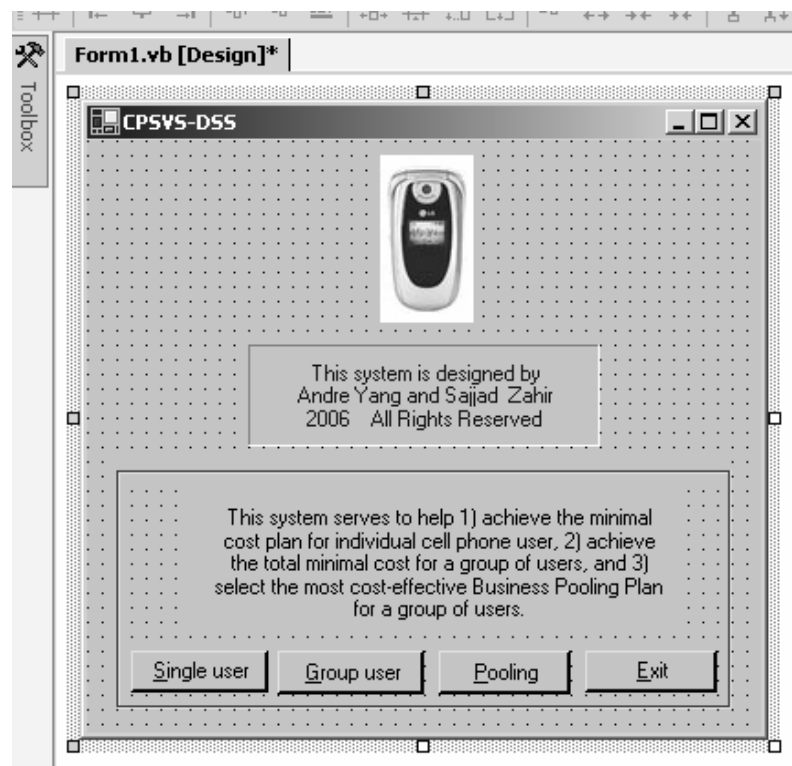 Form1.vb [Design]*
Toolbox
CPSVS-DSS
LG
This system is designed by
Andre Yang and Sajjad Zahir
2006 All Rights Reserved
This system serves to help 1) achieve the minimal
cost plan for individual cell phone user, 2) achieve
the total minimal cost for a group of users, and 3)
select the most cost-effective Business Pooling Plan
for a group of users.
Single user
Group user
Pooling
Exit